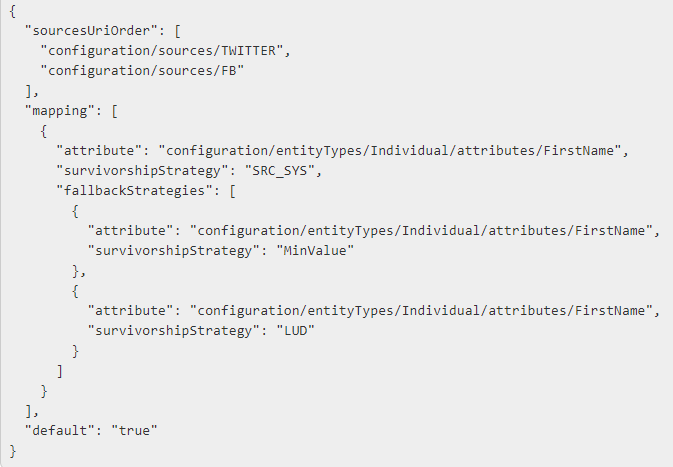 {
  "sourcesUriOrder": [
    "configuration/sources/TWITTER",
    "configuration/sources/FB"
  ],
  "mapping": [
    {
      "attribute": "configuration/entityTypes/Individual/attributes/FirstName",
      "survivorshipStrategy": "SRC_SYS",
      "fallbackStrategies": [
        {
          "attribute": "configuration/entityTypes/Individual/attributes/FirstName",
          "survivorshipStrategy": "MinValue"
        },
        {
          "attribute": "configuration/entityTypes/Individual/attributes/FirstName",
          "survivorshipStrategy": "LUD"
        }
      ]
    }
  ],
  "default": "true"
}